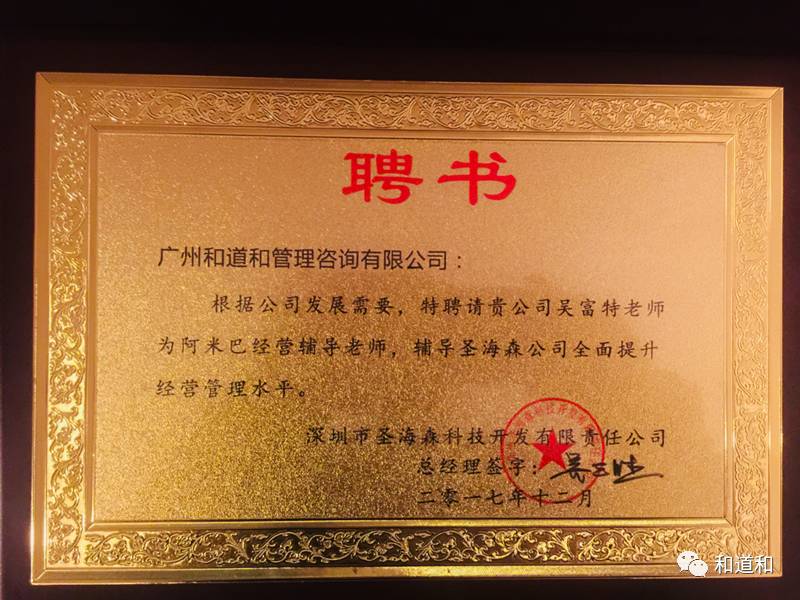 聘书
广州和道和管理咨询有限公司：
根据公司发展需要，特聘请贵公司吴富特老师
为阿米巴经营辅导老师，辅导圣海森公司全面提升
经营管理水平。
深圳市圣海森科技开发有限责任公司
总经理签字：
二零一七年十二月
和道和